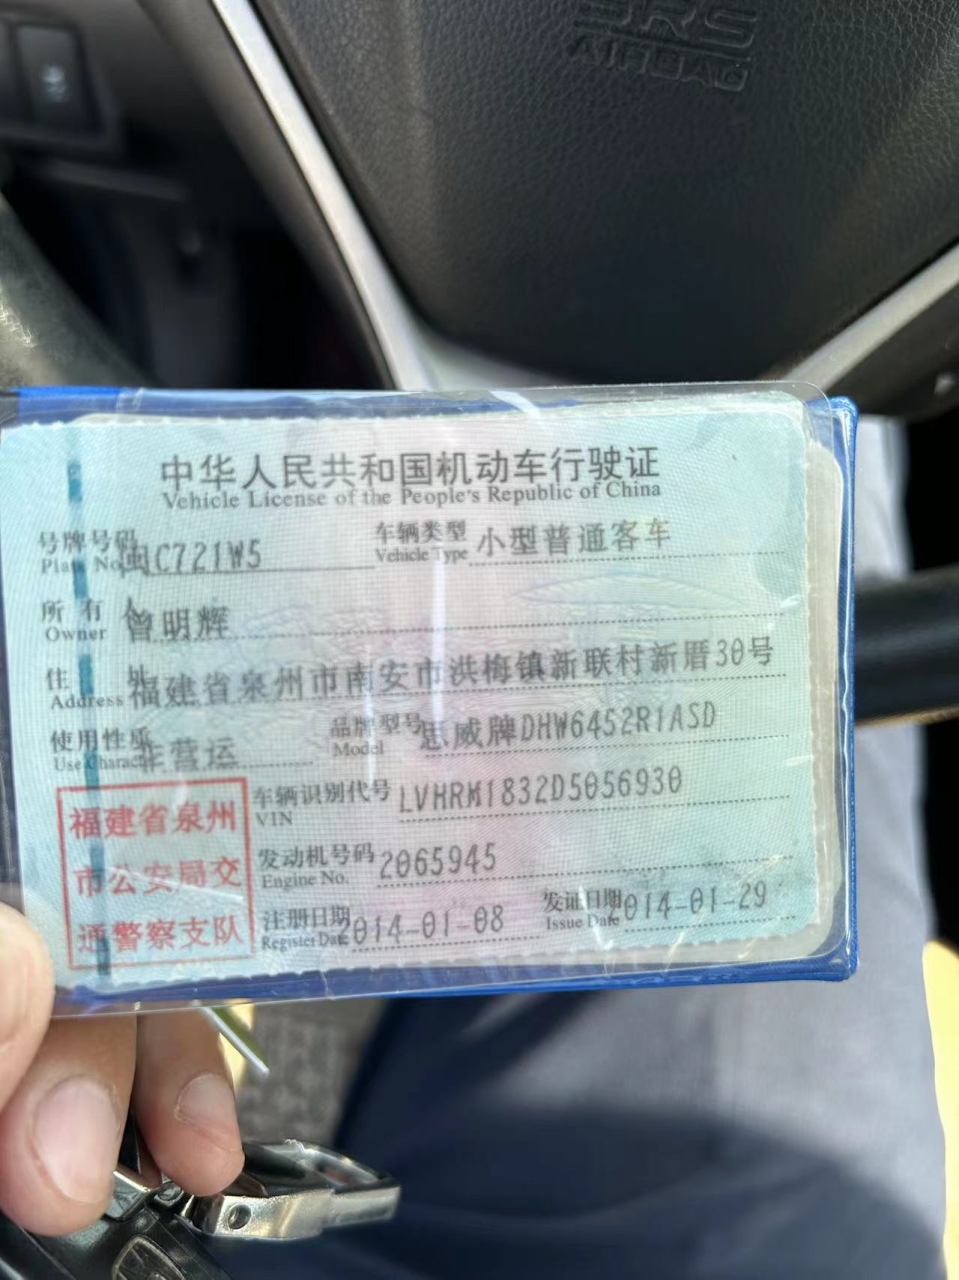 SRS
AIRBAG
中华人民共和国机动车行驶证
Vehicle License of the People's Republic of China
号牌号码 闽C721W5 车辆类型 小型普通客车
Plate No. Vehicle Type
所有人 曾明辉
Owner
住址 福建省泉州市南安市洪梅镇新联村新厝30号
Address
使用性质 非营运 品牌型号 思威牌DHW6452R1ASD
Use Character Model
车辆识别代号 LVHRM1832D5056930
VIN
发动机号码 2065945
Engine No.
注册日期 2014-01-08 发证日期 2014-01-29
Register Date Issue Date
福建省泉州
市公安局交
通警察支队